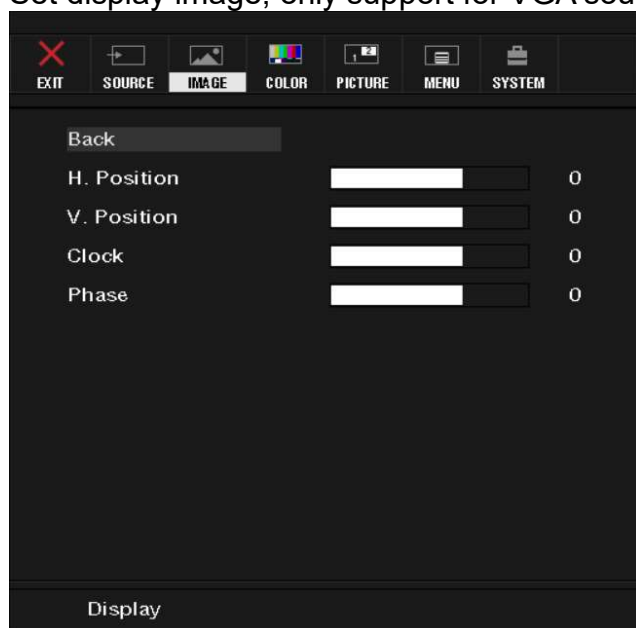 Set display image, only support for VGA sou
EXIT SOURCE IMAGE COLOR PICTURE MENU SYSTEM
Back
H. Position 0
V. Position 0
Clock 0
Phase 0
Display